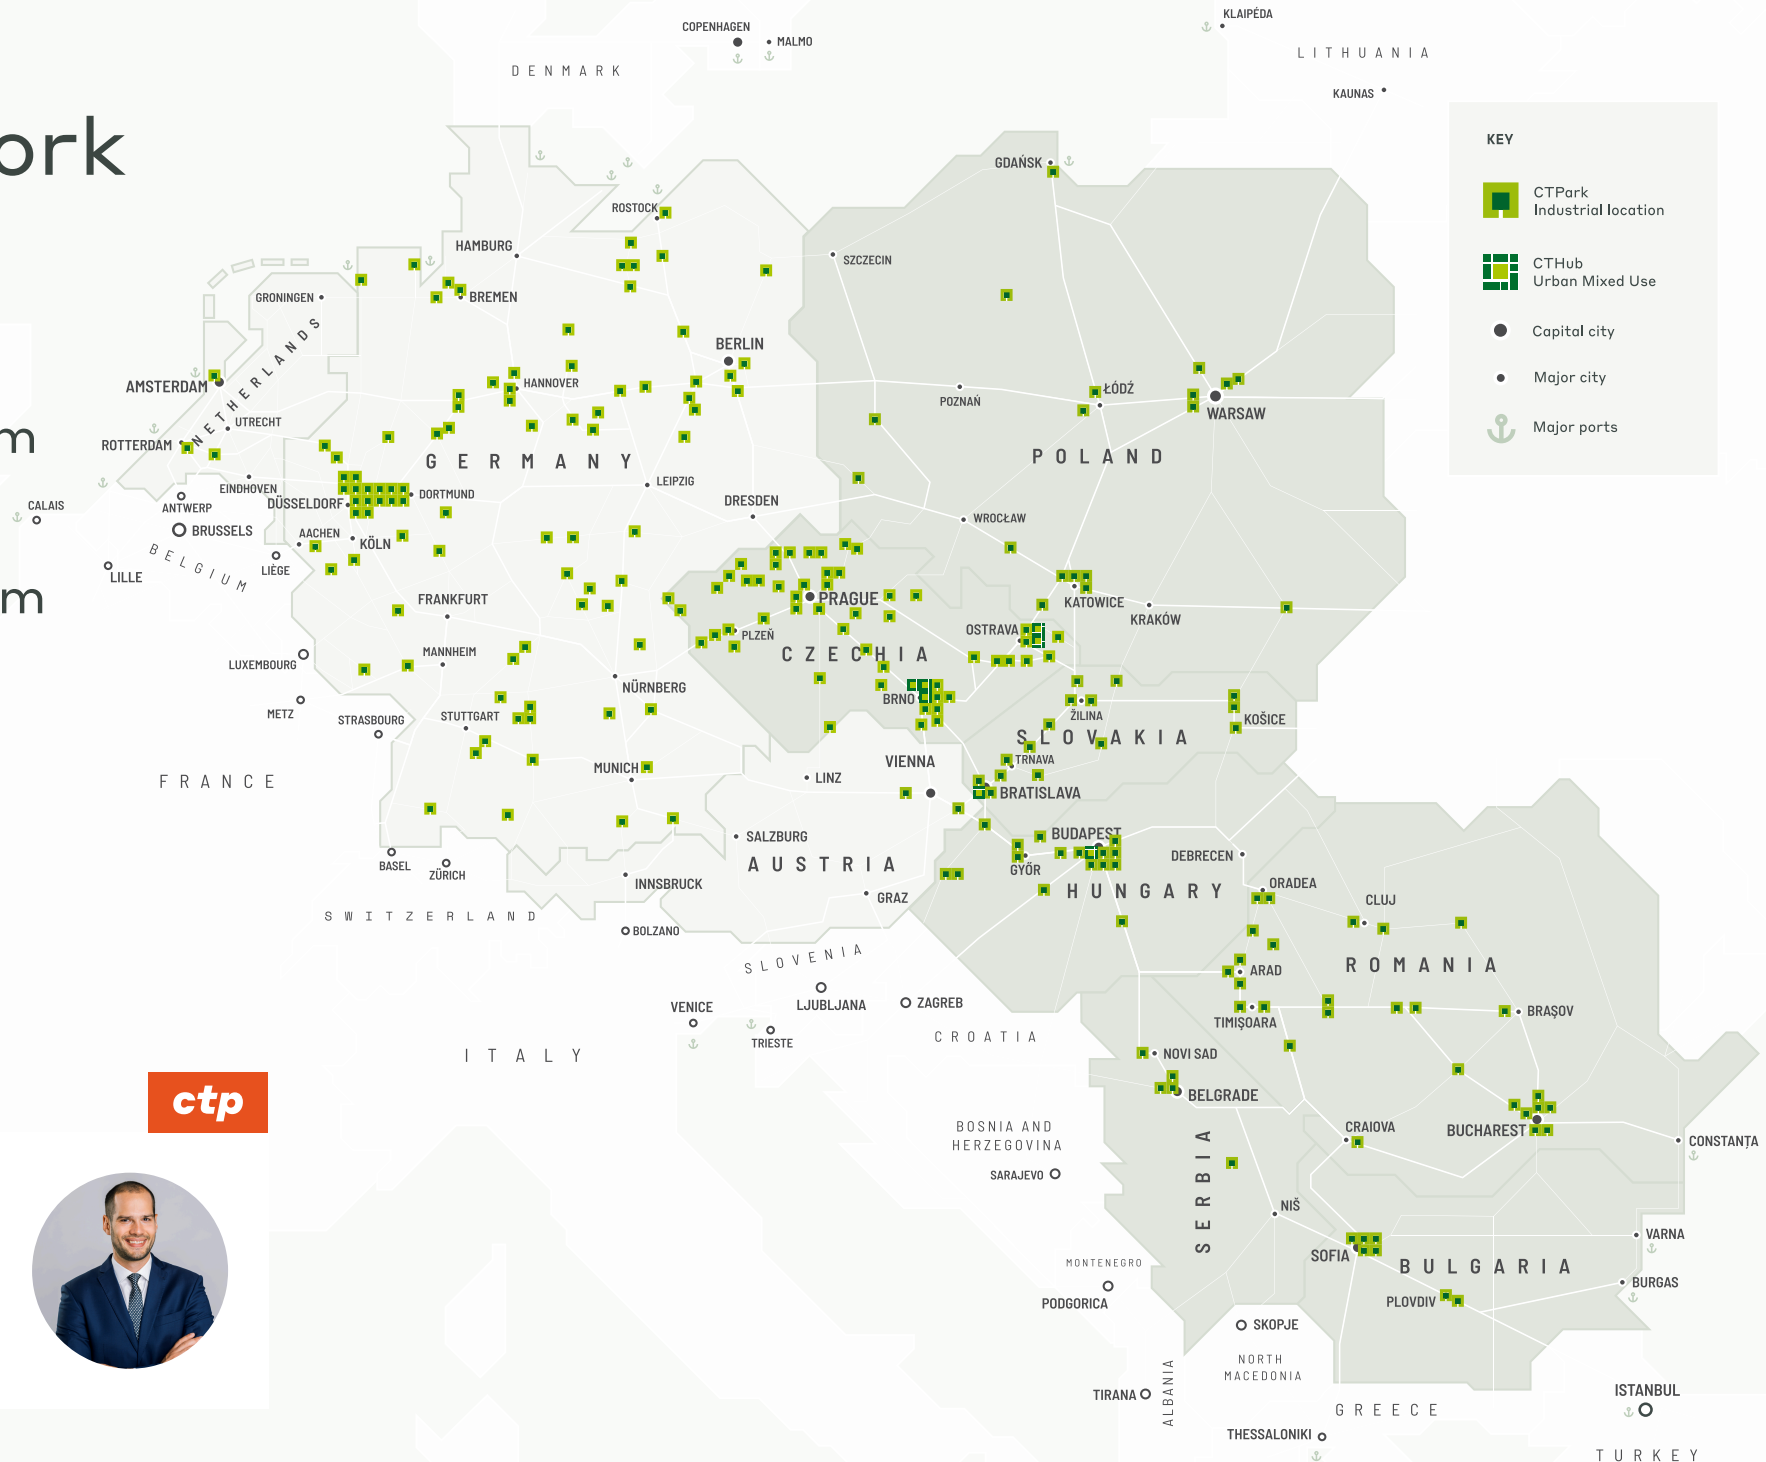 ork
m
m
KEY
CTPark
Industrial location
CTHub
Urban Mixed Use
Capital city
Major city
Major ports
COPENHAGEN
MALMO
DENMARK
KLAIPÉDA
LITHUANIA
KAUNAS
GDAŃSK
ROSTOCK
HAMBURG
SZCZECIN
GRONINGEN
BREMEN
NETHERLANDS
BERLIN
AMSTERDAM
HANNOVER
POZNAŃ
ŁÓDŹ
WARSAW
UTRECHT
ROTTERDAM
GERMANY
POLAND
EINDHOVEN
DÜSSELDORF
DORTMUND
LEIPZIG
DRESDEN
CALAIS
ANTWERP
BRUSSELS
WROCŁAW
AACHEN
KÖLN
BELGIUM
LIÈGE
LILLE
FRANKFURT
PRAGUE
KATOWICE
KRAKÓW
OSTRAVA
PLZEŇ
CZECHIA
LUXEMBOURG
MANNHEIM
NÜRNBERG
BRNO
METZ
STRASBOURG
STUTTGART
ŽILINA
KOŠICE
SLOVAKIA
FRANCE
MUNICH
LINZ
VIENNA
TRNAVA
BRATISLAVA
SALZBURG
BUDAPEST
BASEL
ZÜRICH
AUSTRIA
GYŐR
DEBRECEN
INNSBRUCK
GRAZ
HUNGARY
ORADEA
CLUJ
SWITZERLAND
BOLZANO
SLOVENIA
ROMANIA
ARAD
VENICE
LJUBLJANA
ZAGREB
TIMIŞOARA
BRAŞOV
TRIESTE
CROATIA
ITALY
NOVI SAD
BELGRADE
ctp
BOSNIA AND
HERZEGOVINA
SARAJEVO
CRAIOVA
BUCHAREST
CONSTANȚA
SERBIA
NIŠ
SOFIA
BULGARIA
VARNA
MONTENEGRO
PODGORICA
BURGAS
PLOVDIV
SKOPJE
NORTH
MACEDONIA
TIRANA
ALBANIA
GREECE
ISTANBUL
THESSALONIKI
TURKEY